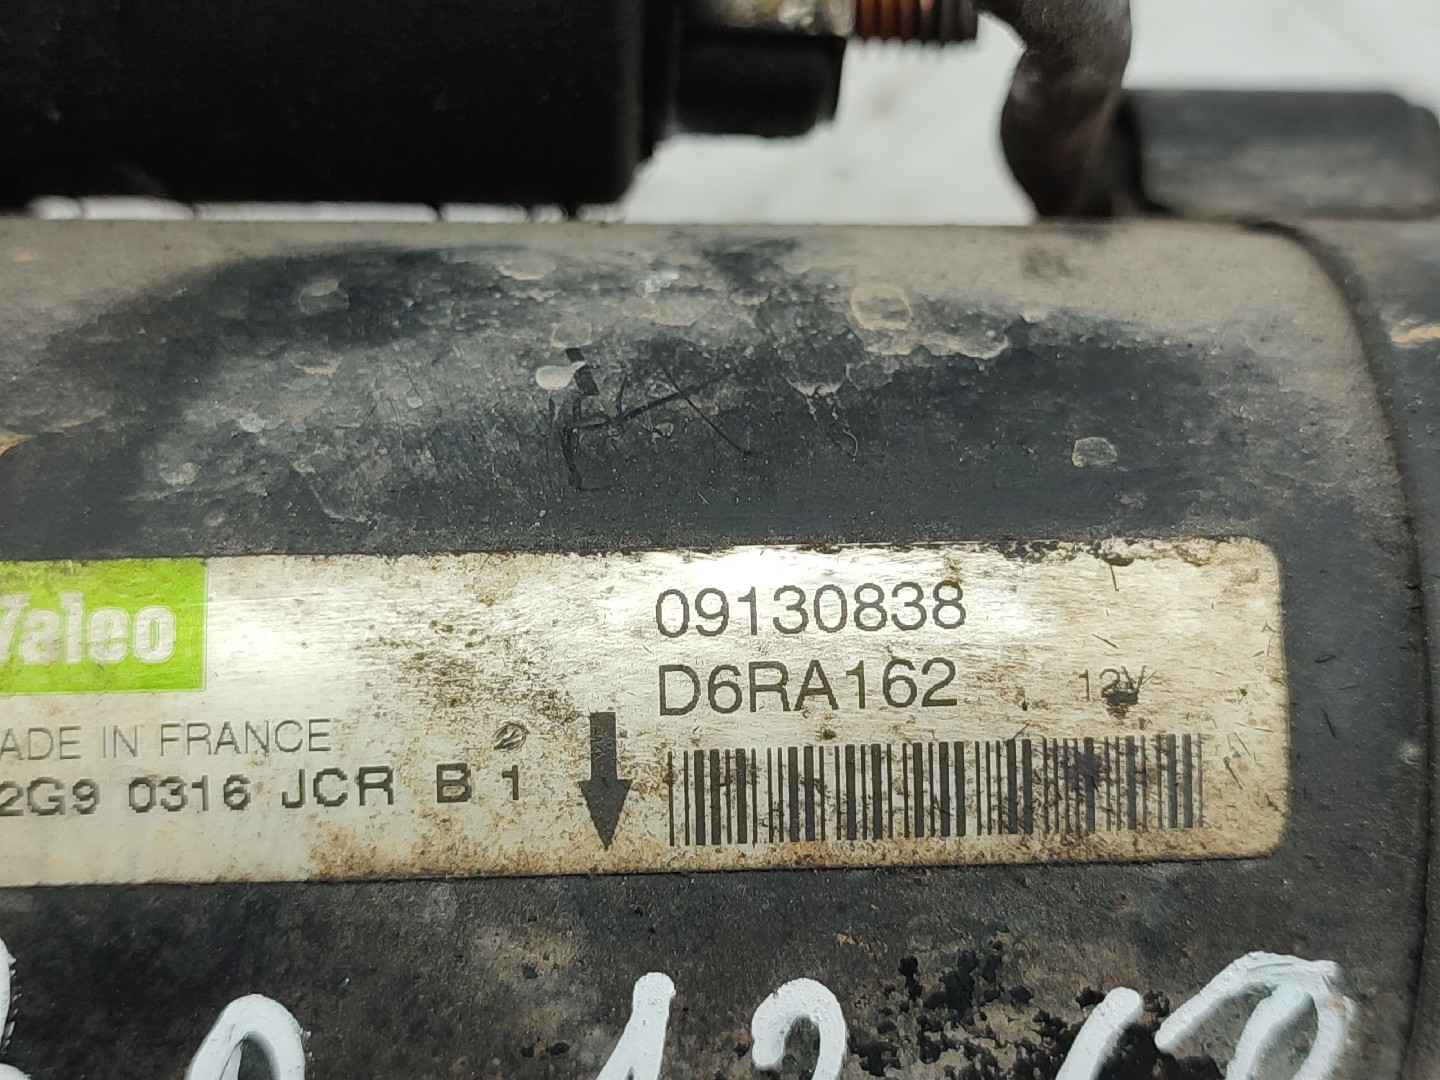 Valeo
09130838
D6RA162
12V
ADE IN FRANCE
2G9 0316 JCR B 1